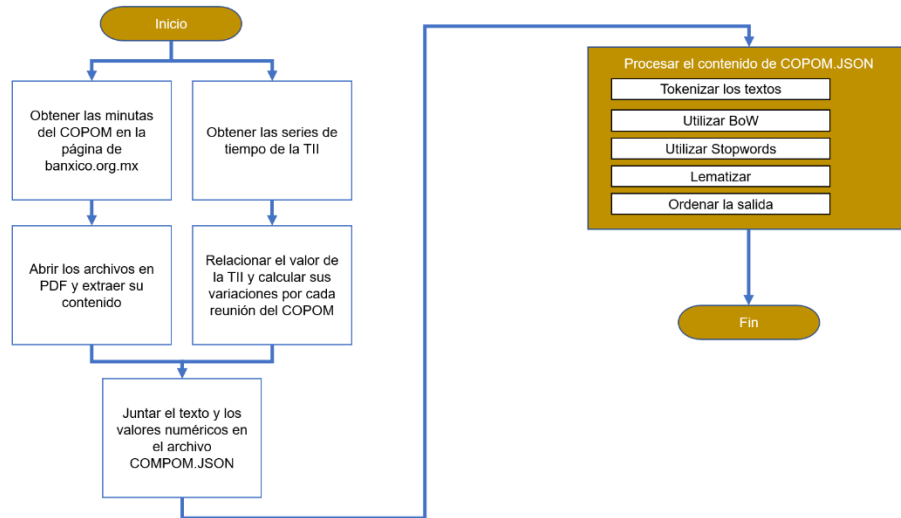 Inicio
Obtener las minutas
del COPOM en la
página de
banxico.org.mx
Obtener las series de
tiempo de la TII
Abrir los archivos en
PDF y extraer su
contenido
Relacionar el valor de
la TII y calcular sus
variaciones por cada
reunión del COPOM
Juntar el texto y los
valores numéricos en
el archivo
COMPOM.JSON
Procesar el contenido de COPOM.JSON
Tokenizar los textos
Utilizar BoW
Utilizar Stopwords
Lematizar
Ordenar la salida
Fin